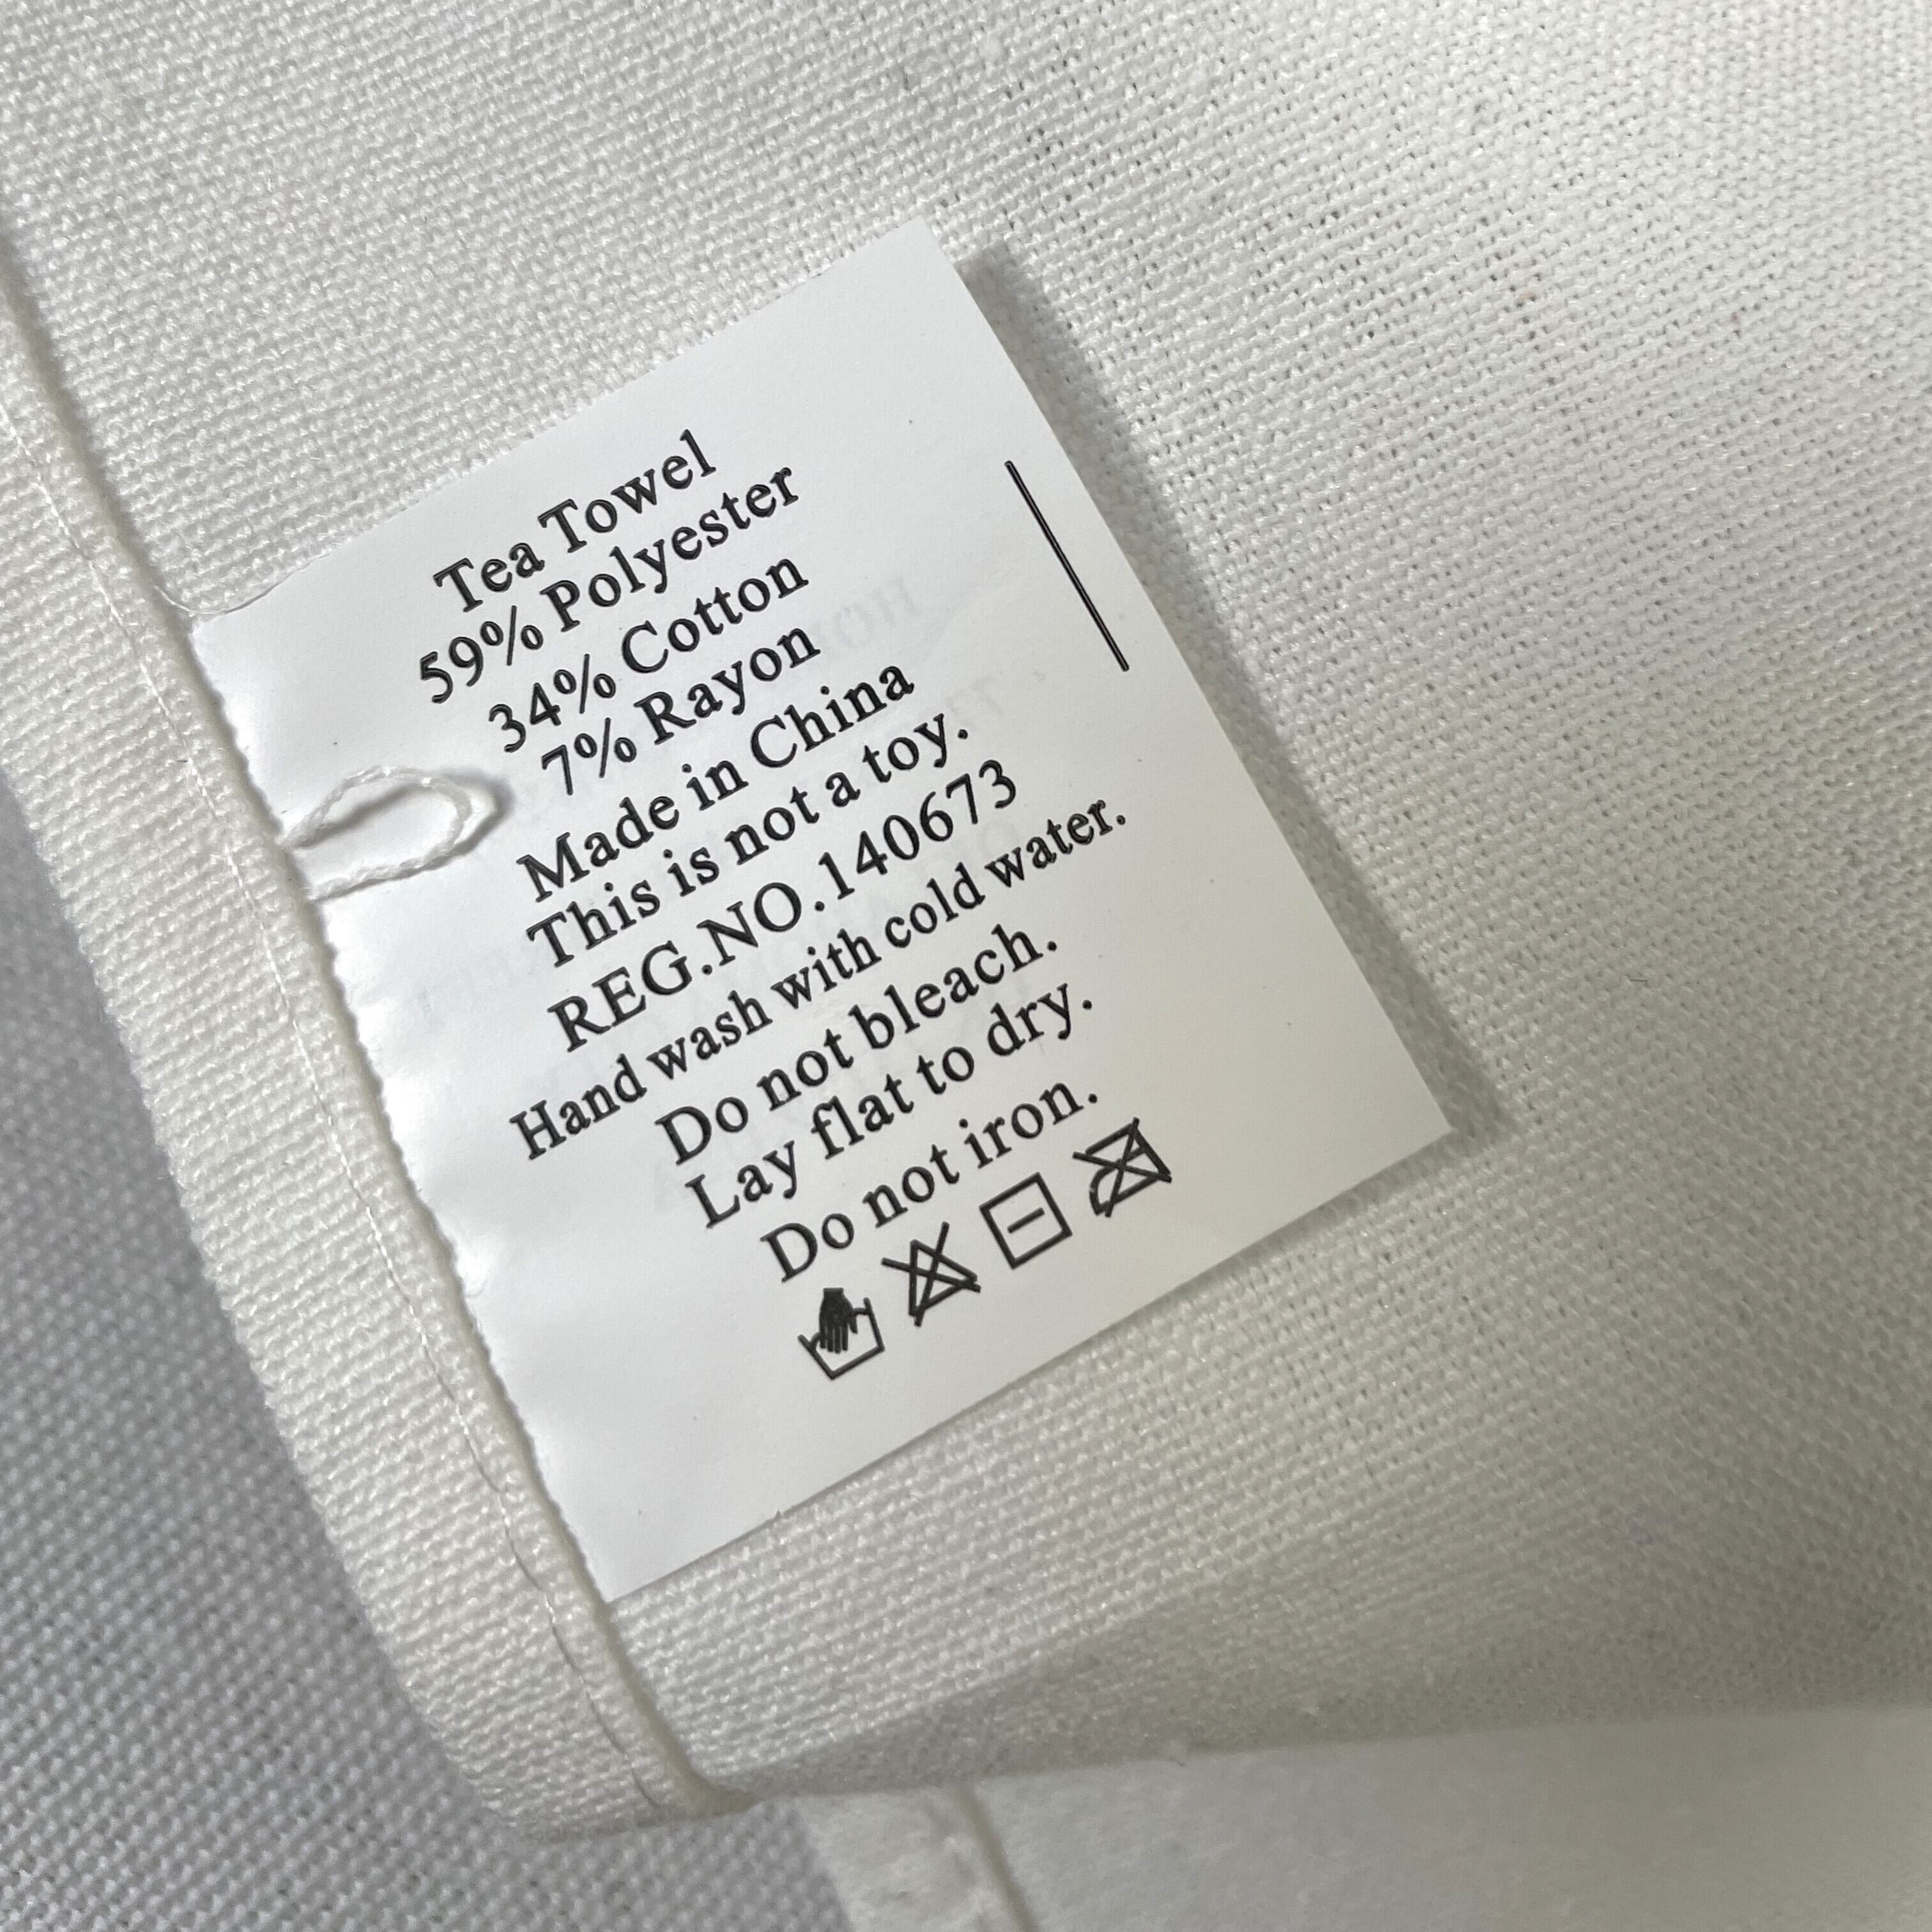 Tea Towel
59% Polyester
34% Cotton
7% Rayon
Made in China
This is not a toy.
REG.NO.140673
Hand wash with cold water.
Do not bleach.
Lay flat to dry.
Do not iron.